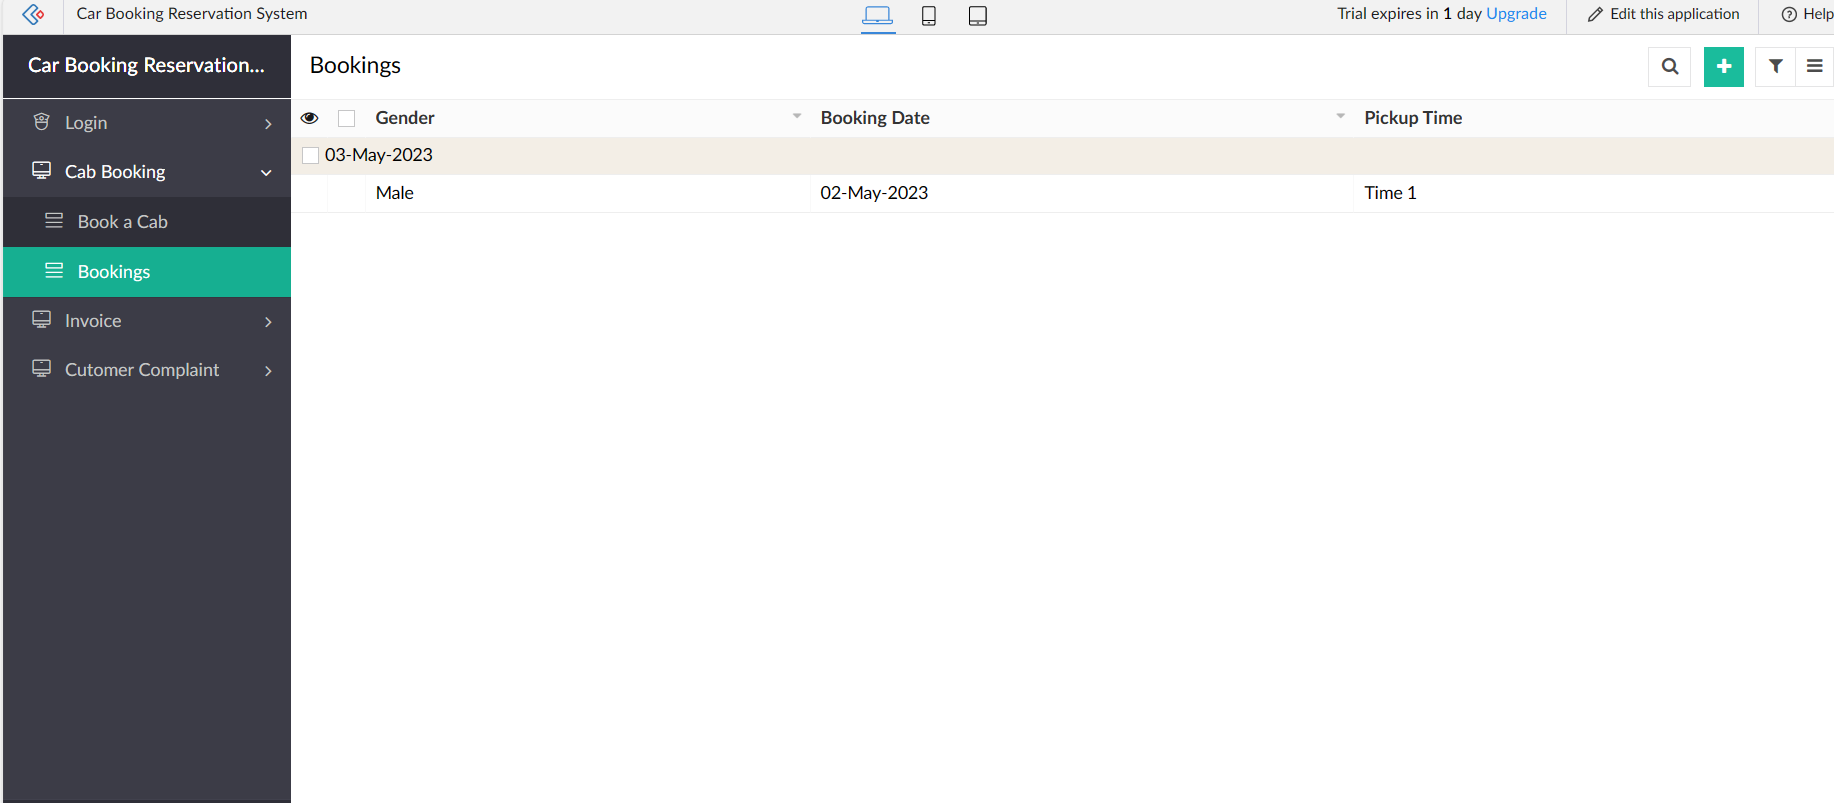 Car Booking Reservation System
Trial expires in 1 day Upgrade
Edit this application
Help
Car Booking Reservation...
Bookings
Login
Cab Booking
Book a Cab
Bookings
Invoice
Cutomer Complaint
Gender Booking Date Pickup Time
03-May-2023
Male 02-May-2023 Time 1